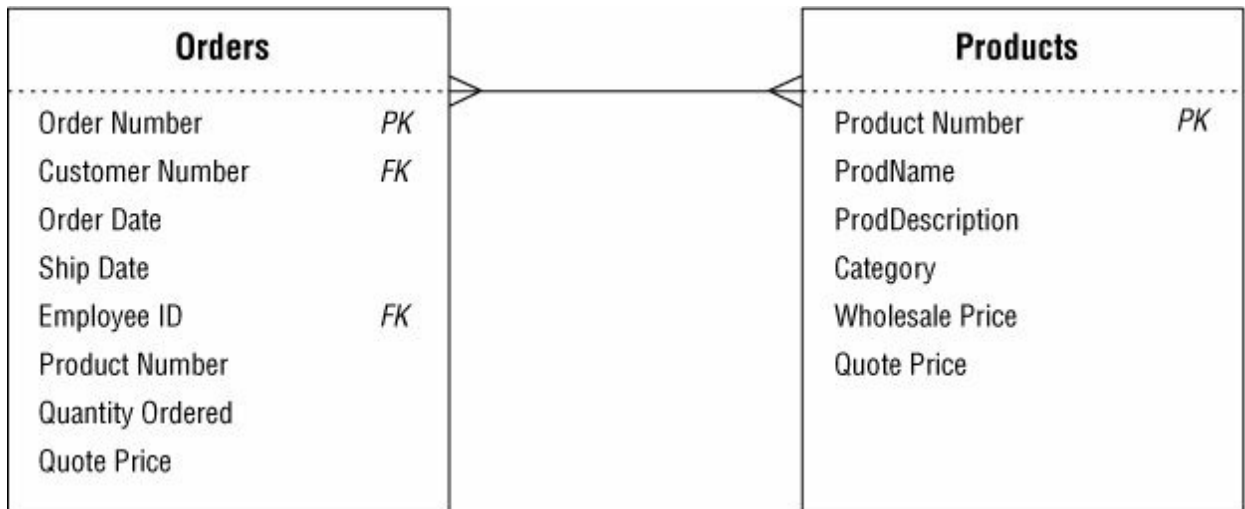 Orders
Order Number PK
Customer Number FK
Order Date
Ship Date
Employee ID FK
Product Number
Quantity Ordered
Quote Price
Products
Product Number PK
ProdName
ProdDescription
Category
Wholesale Price
Quote Price